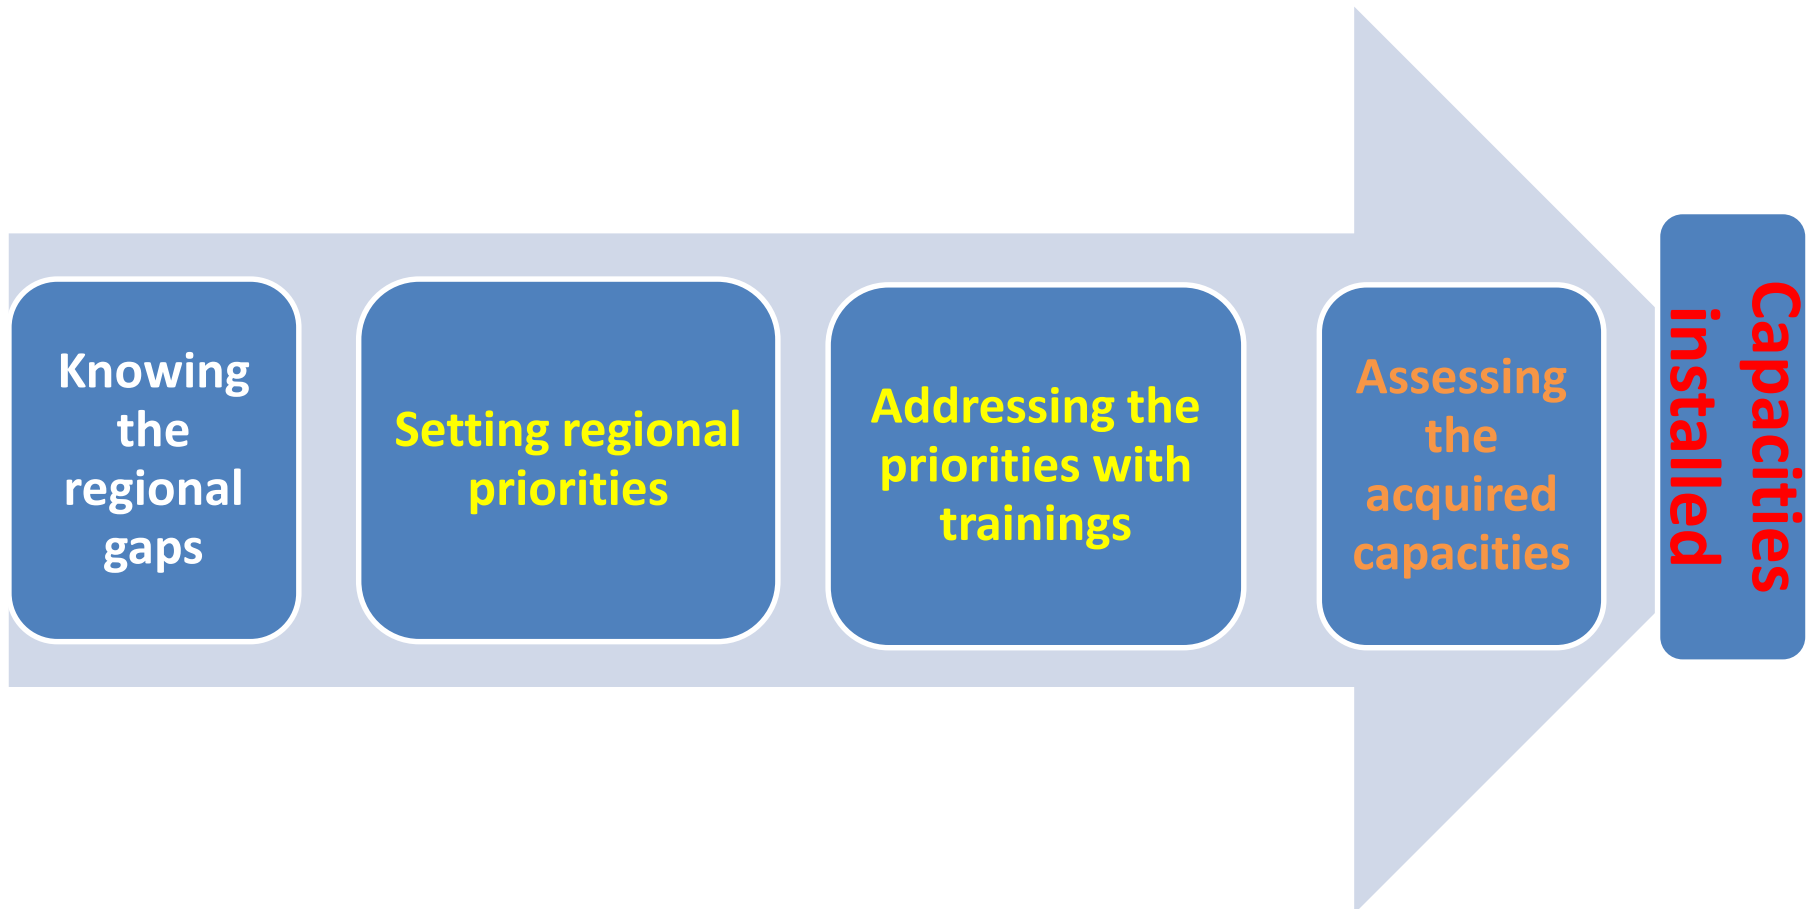 Knowing
the
regional
gaps
Setting regional
priorities
Addressing the
priorities with
trainings
Assessing
the
acquired
capacities
Capacities
installed